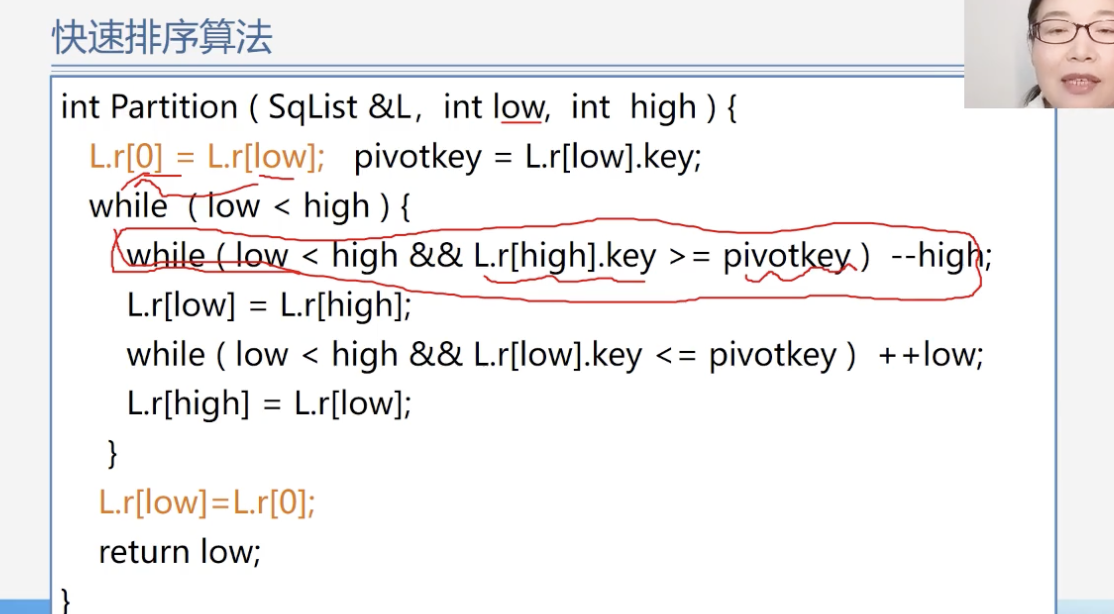 快速排序算法
int Partition ( SqList &L, int low, int high ) {
L.r[0] = L.r[low]; pivotkey = L.r[low].key;
while ( low < high ) {
while ( low < high && L.r[high].key >= pivotkey ) --high;
L.r[low] = L.r[high];
while ( low < high && L.r[low].key <= pivotkey ) ++low;
L.r[high] = L.r[low];
}
L.r[low]=L.r[0];
return low;
}